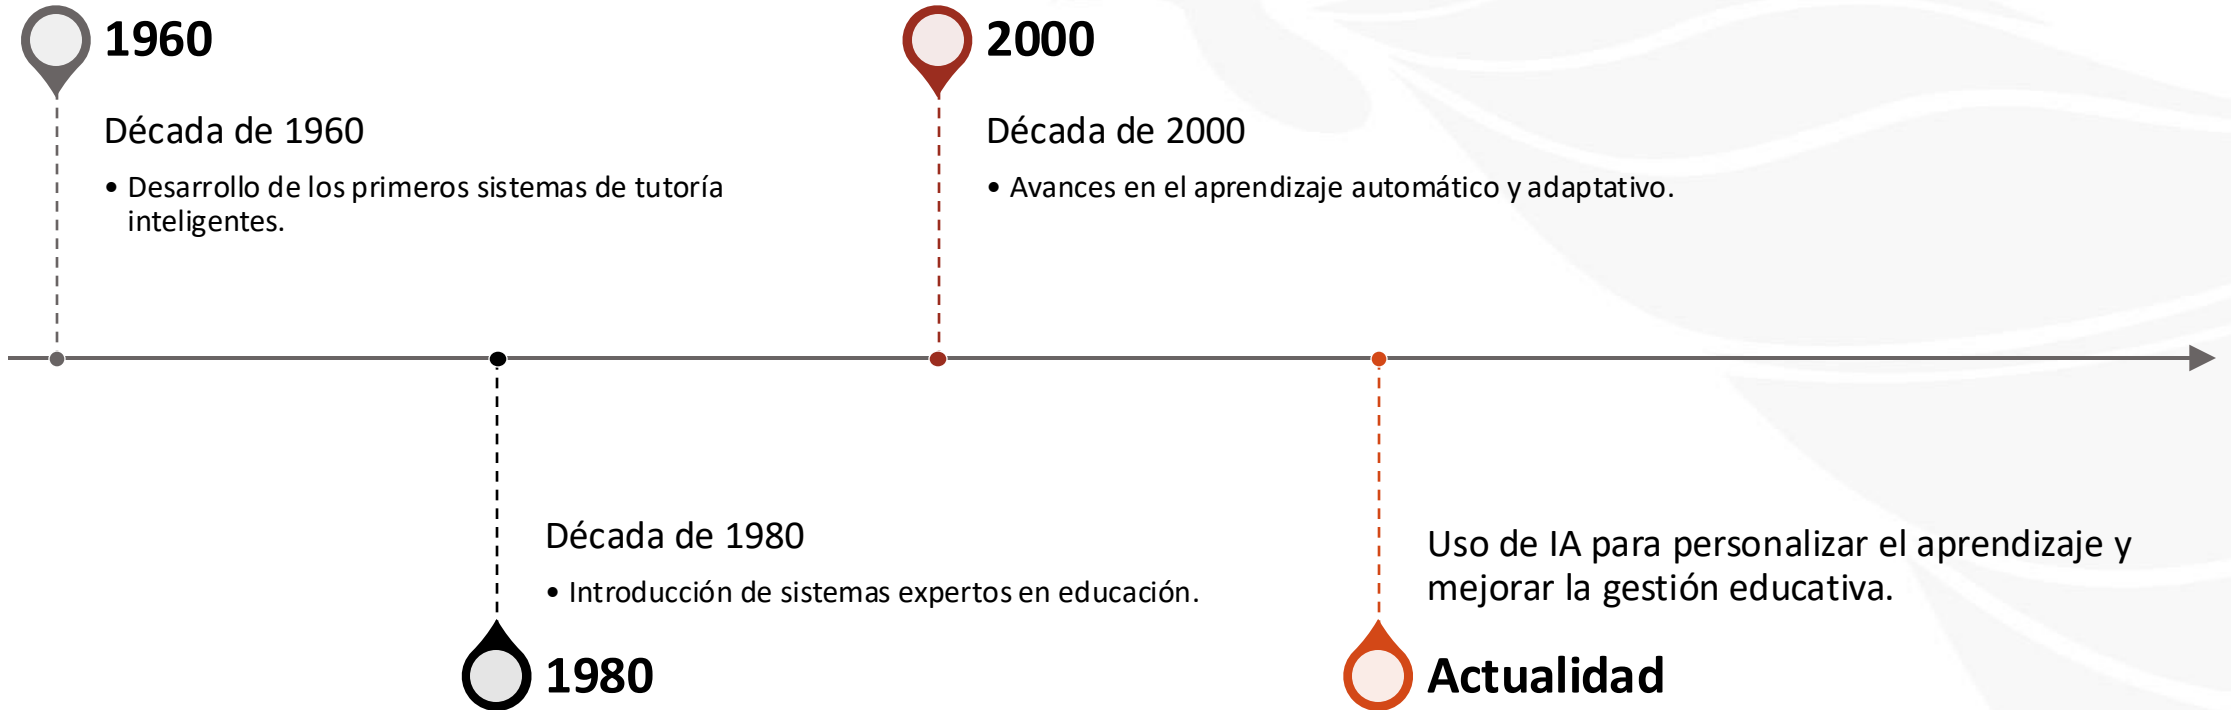 1960
Década de 1960
• Desarrollo de los primeros sistemas de tutoría
inteligentes.
2000
Década de 2000
• Avances en el aprendizaje automático y adaptativo.
Década de 1980
• Introducción de sistemas expertos en educación.
1980
Uso de IA para personalizar el aprendizaje y
mejorar la gestión educativa.
Actualidad